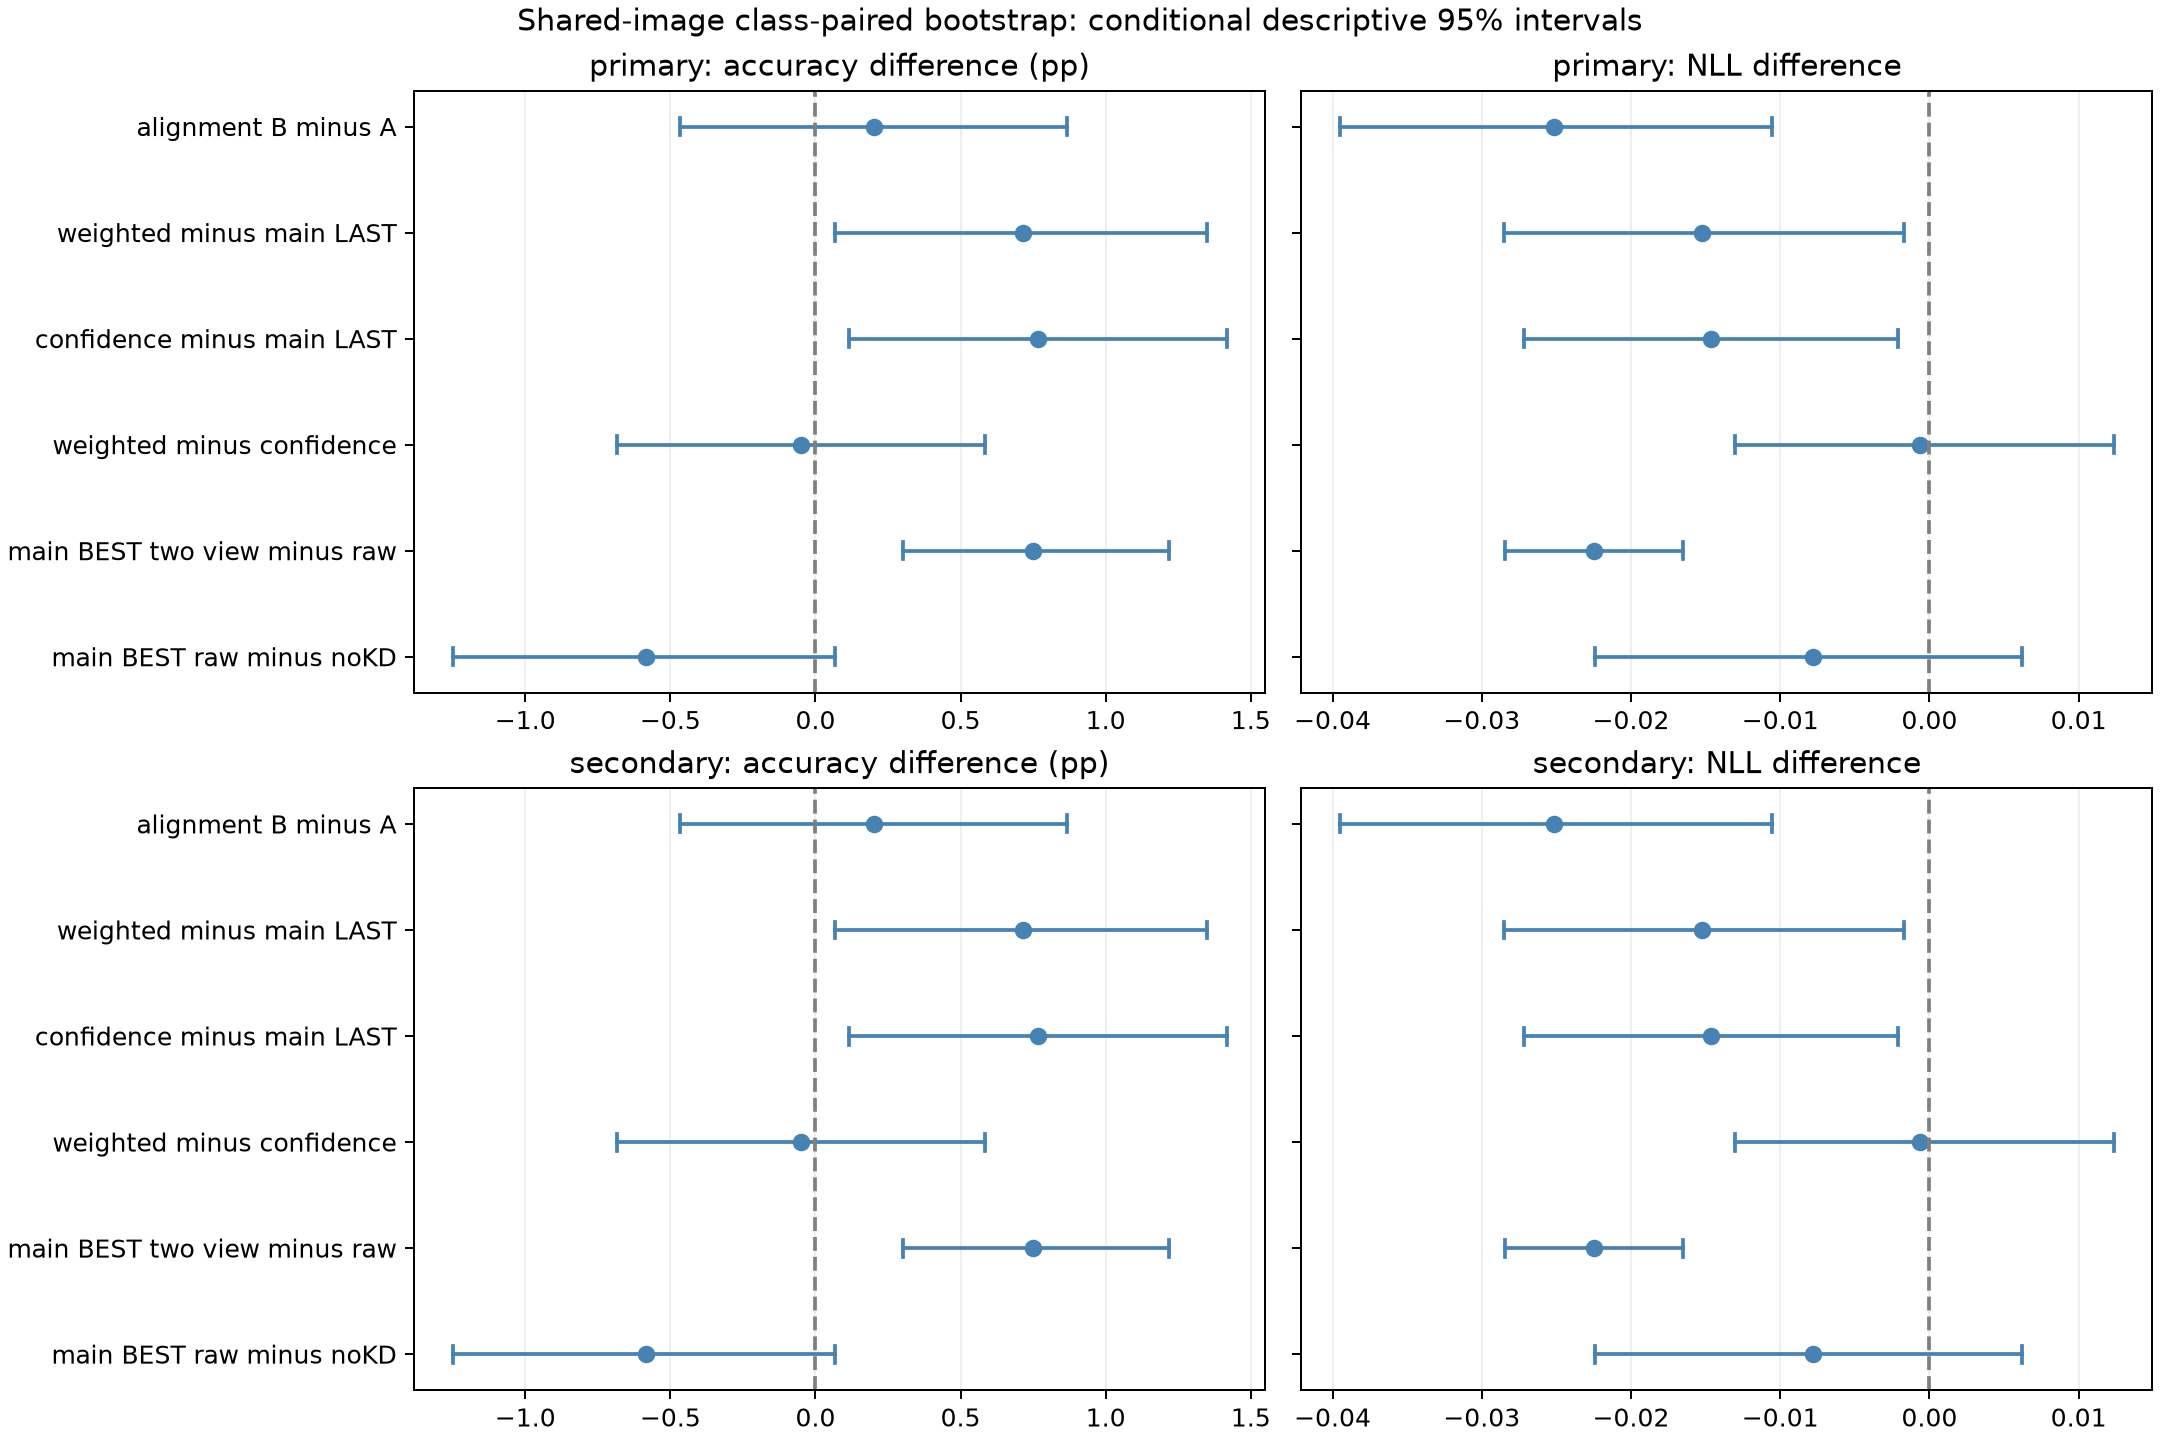 Shared-image class-paired bootstrap: conditional descriptive 95% intervals
primary: accuracy difference (pp)
primary: NLL difference
alignment B minus A
weighted minus main LAST
confidence minus main LAST
weighted minus confidence
main BEST two view minus raw
main BEST raw minus noKD
−1.0 −0.5 0.0 0.5 1.0 1.5
−0.04 −0.03 −0.02 −0.01 0.00 0.01
secondary: accuracy difference (pp)
secondary: NLL difference
alignment B minus A
weighted minus main LAST
confidence minus main LAST
weighted minus confidence
main BEST two view minus raw
main BEST raw minus noKD
−1.0 −0.5 0.0 0.5 1.0 1.5
−0.04 −0.03 −0.02 −0.01 0.00 0.01